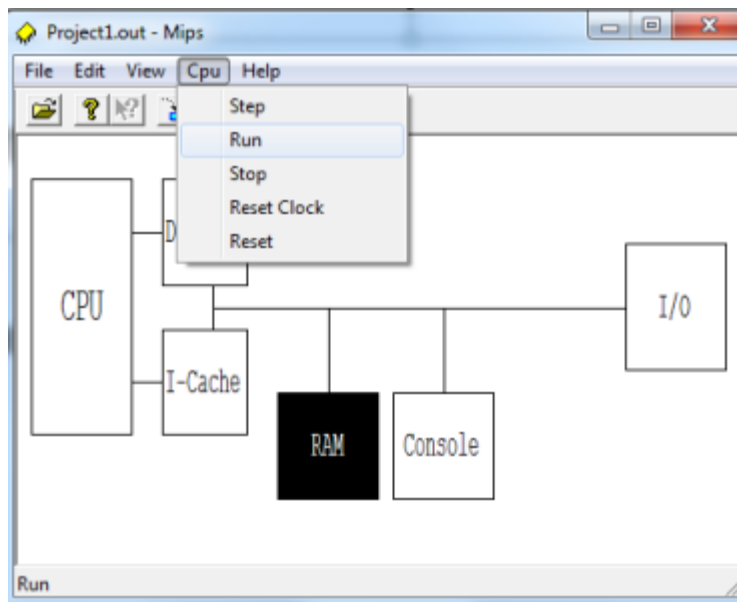 Project1.out - Mips
File Edit View Cpu Help
Step
Run
Stop
Reset Clock
Reset
CPU
I-Cache
RAM
Console
I/O
Run